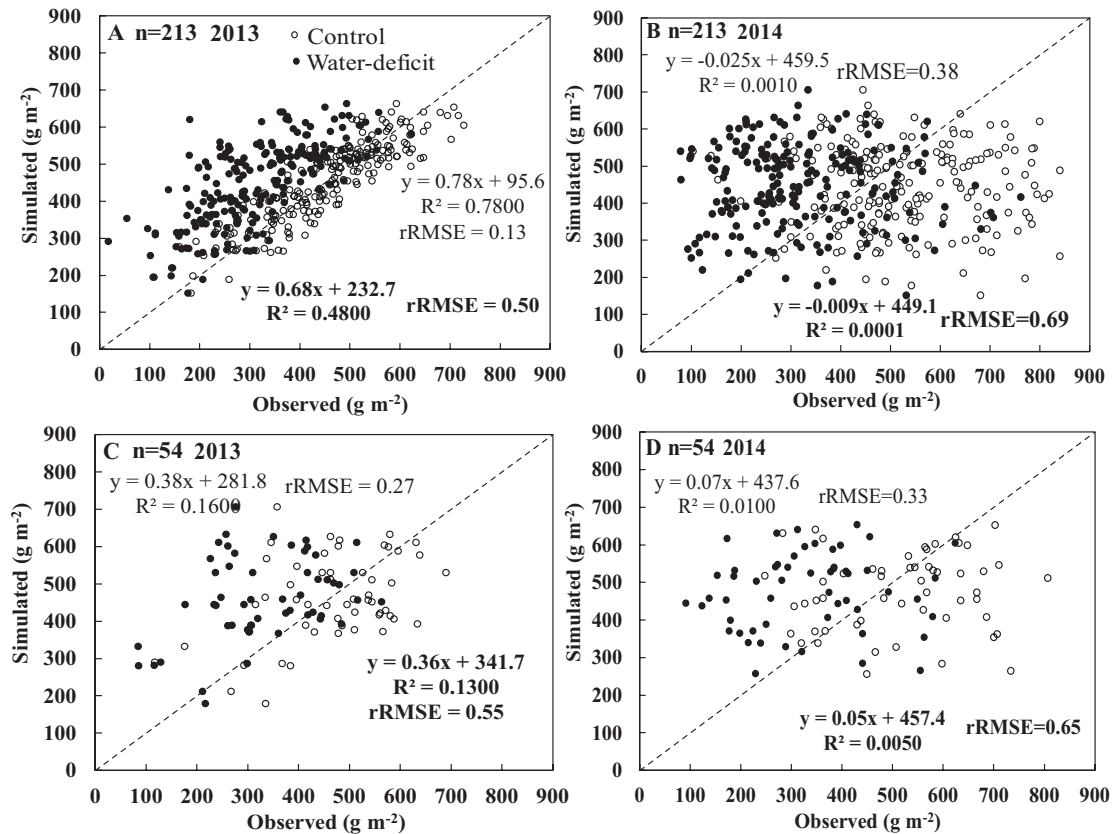 A n=213 2013
○ Control
● Water-deficit
y = 0.78x + 95.6
R² = 0.7800
rRMSE = 0.13
y = 0.68x + 232.7
R² = 0.4800
rRMSE = 0.50
Simulated (g m⁻²)
900
800
700
600
500
400
300
200
100
0
0 100 200 300 400 500 600 700 800 900
Observed (g m⁻²)
B n=213 2014
y = -0.025x + 459.5
R² = 0.0010
rRMSE=0.38
y = -0.009x + 449.1
R² = 0.0001
rRMSE=0.69
Simulated (g m⁻²)
900
800
700
600
500
400
300
200
100
0
0 100 200 300 400 500 600 700 800 900
Observed (g m⁻²)
C n=54 2013
y = 0.38x + 281.8
R² = 0.1600
rRMSE = 0.27
y = 0.36x + 341.7
R² = 0.1300
rRMSE = 0.55
Simulated (g m⁻²)
900
800
700
600
500
400
300
200
100
0
0 100 200 300 400 500 600 700 800 900
Observed (g m⁻²)
D n=54 2014
y = 0.07x + 437.6
R² = 0.0100
rRMSE=0.33
y = 0.05x + 457.4
R² = 0.0050
rRMSE=0.65
Simulated (g m⁻²)
900
800
700
600
500
400
300
200
100
0
0 100 200 300 400 500 600 700 800 900
Observed (g m⁻²)